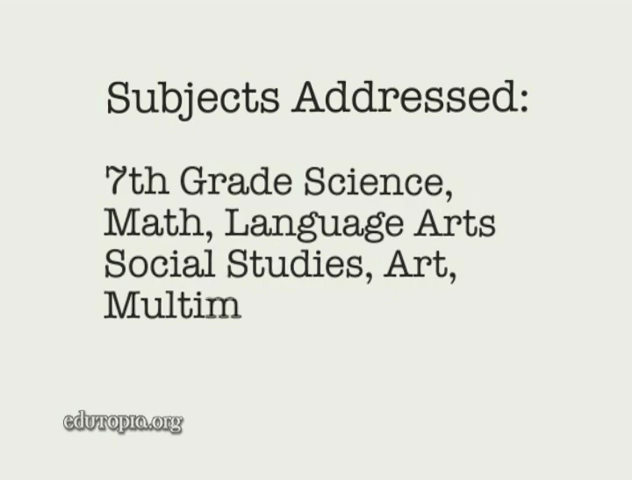 Subjects Addressed:
7th Grade Science,
Math, Language Arts
Social Studies, Art,
Multim
edutopia.org